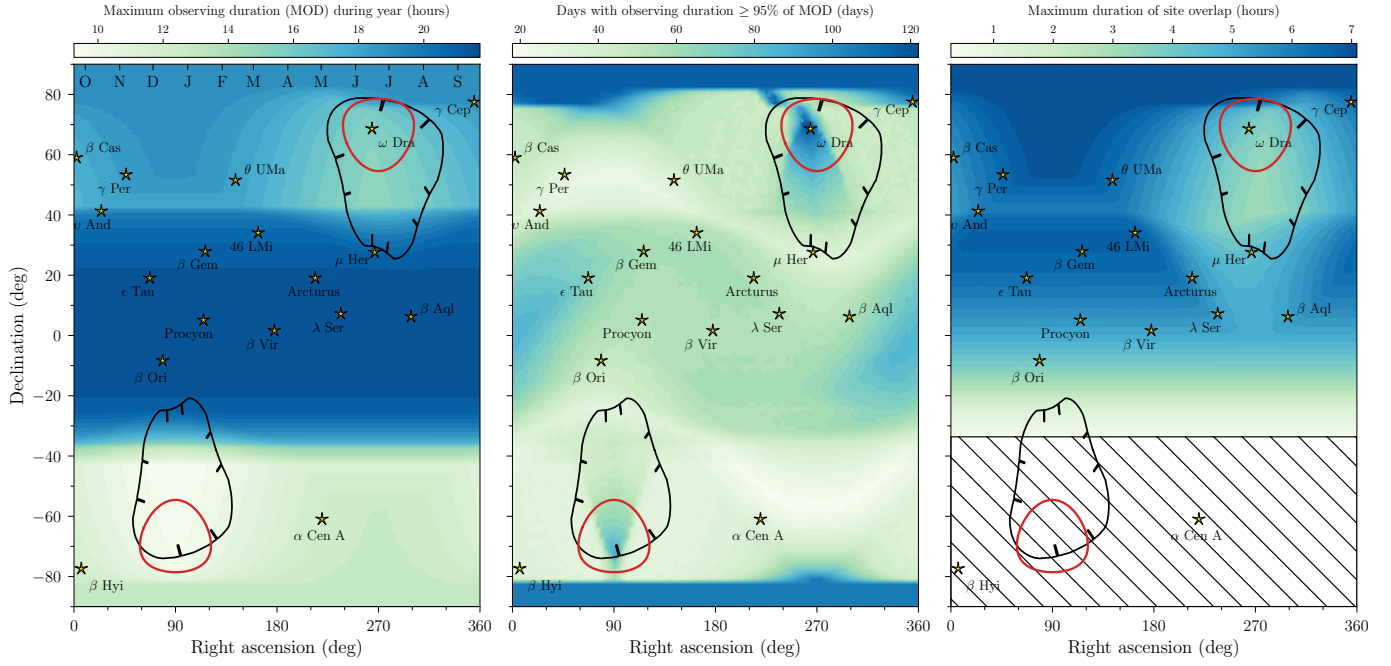 Maximum observing duration (MOD) during year (hours)
10 12 14 16 18 20
O N D J F M A M J J A S
80
60
40
20
0
−20
−40
−60
−80
Declination (deg)
γ Cep
ω Dra
β Cas
θ UMa
γ Per
υ And
46 LMi
μ Her
β Gem
ϵ Tau
Arcturus
β Aql
λ Ser
Procyon
β Vir
β Ori
α Cen A
β Hyi
0 90 180 270 360
Right ascension (deg)
Days with observing duration ≥ 95% of MOD (days)
20 40 60 80 100 120
γ Cep
ω Dra
β Cas
θ UMa
γ Per
υ And
46 LMi
μ Her
β Gem
ϵ Tau
Arcturus
β Aql
λ Ser
Procyon
β Vir
β Ori
α Cen A
β Hyi
0 90 180 270 360
Right ascension (deg)
Maximum duration of site overlap (hours)
1 2 3 4 5 6 7
γ Cep
ω Dra
β Cas
θ UMa
γ Per
υ And
46 LMi
μ Her
β Gem
ϵ Tau
Arcturus
β Aql
λ Ser
Procyon
β Vir
β Ori
α Cen A
β Hyi
0 90 180 270 360
Right ascension (deg)